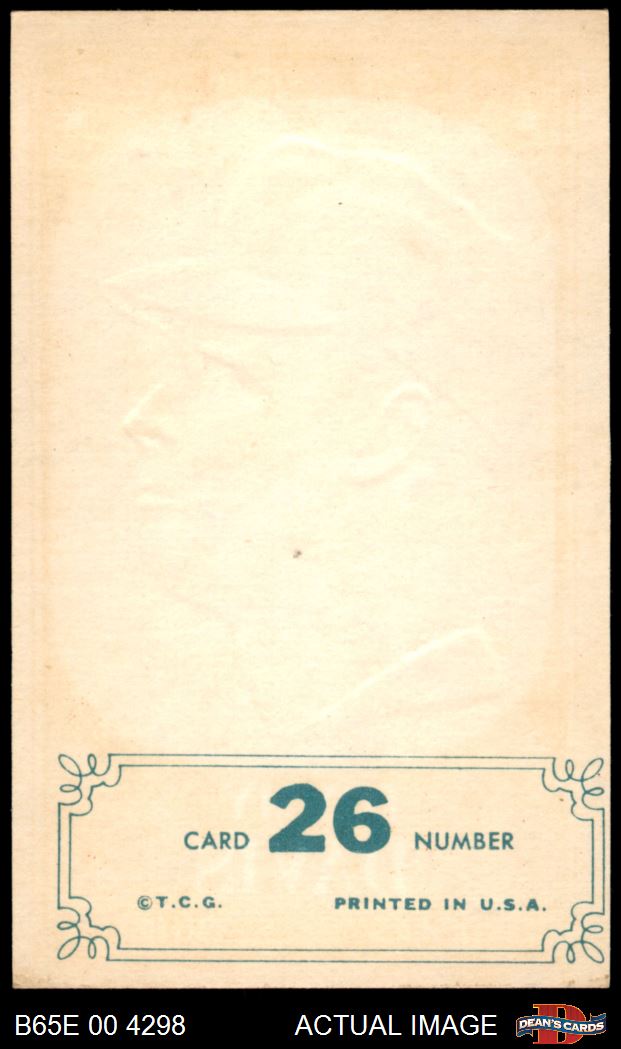 CARD 26 NUMBER
©T.C.G. PRINTED IN U.S.A.
B65E 00 4298 ACTUAL IMAGE DEAN'S CARDS